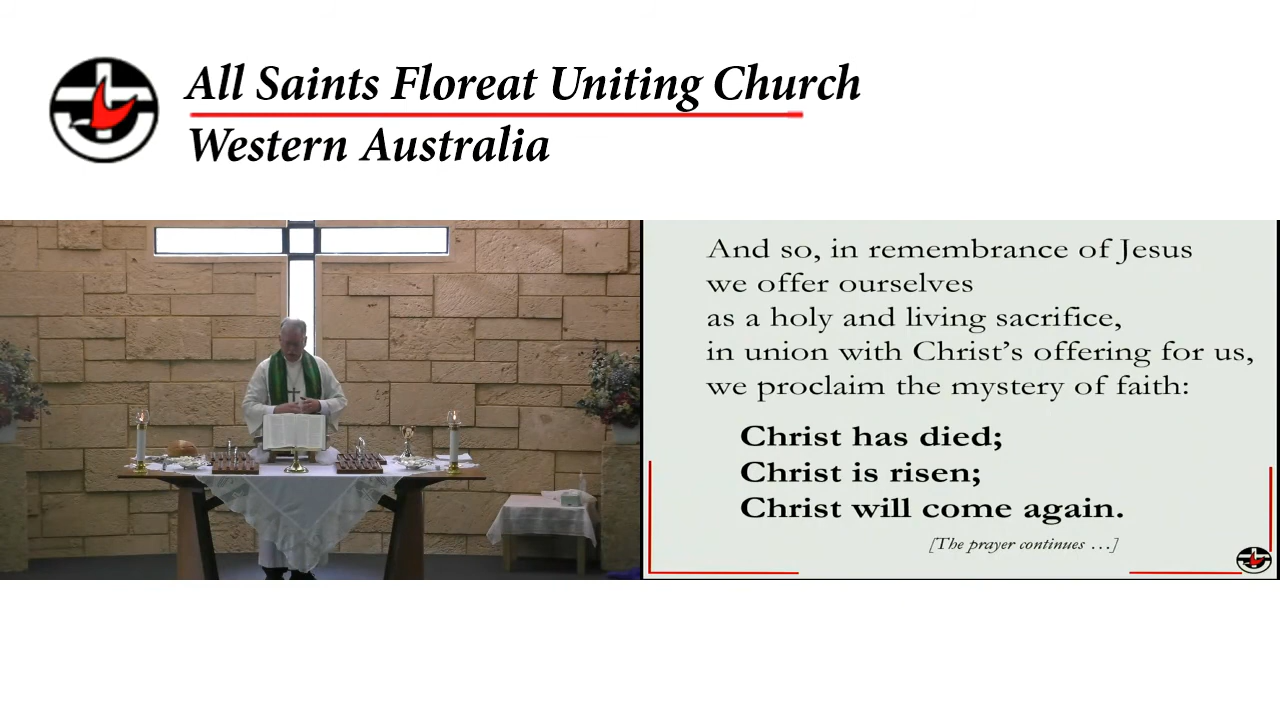 All Saints Floreat Uniting Church
Western Australia
And so, in remembrance of Jesus
we offer ourselves
as a holy and living sacrifice,
in union with Christ's offering for us,
we proclaim the mystery of faith:
Christ has died;
Christ is risen;
Christ will come again.
[The prayer continues …]